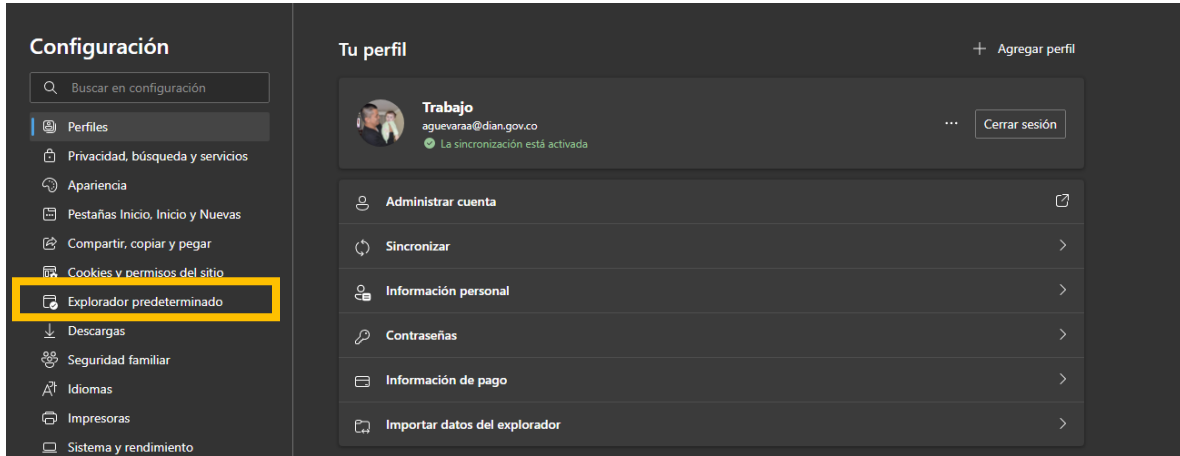 Configuración
Buscar en configuración
Perfiles
Privacidad, búsqueda y servicios
Apariencia
Pestañas Inicio, Inicio y Nuevas
Compartir, copiar y pegar
Cookies y permisos del sitio
Explorador predeterminado
Descargas
Seguridad familiar
Idiomas
Impresoras
Sistema y rendimiento
Tu perfil
Agregar perfil
Trabajo
aguevaraa@dian.gov.co
La sincronización está activada
Cerrar sesión
Administrar cuenta
Sincronizar
Información personal
Contraseñas
Información de pago
Importar datos del explorador